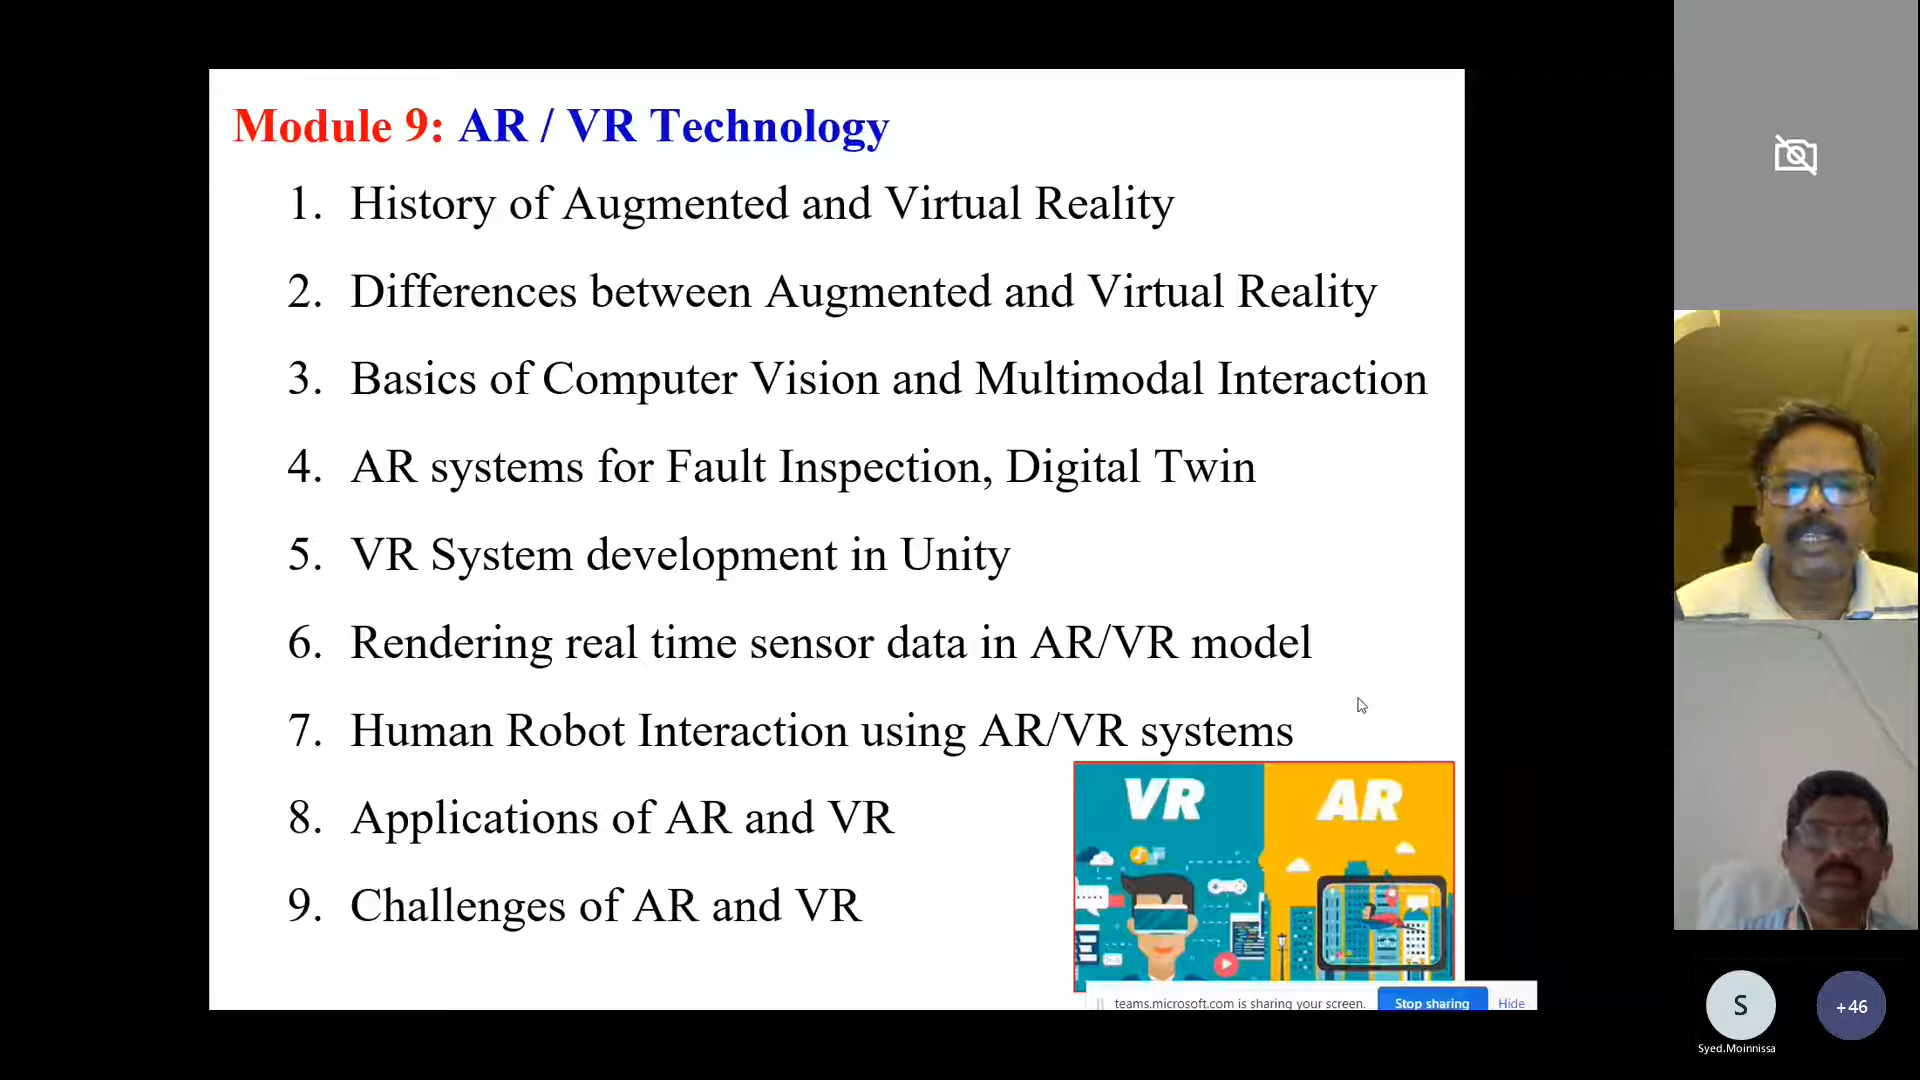 Module 9: AR / VR Technology
1. History of Augmented and Virtual Reality
2. Differences between Augmented and Virtual Reality
3. Basics of Computer Vision and Multimodal Interaction
4. AR systems for Fault Inspection, Digital Twin
5. VR System development in Unity
6. Rendering real time sensor data in AR/VR model
7. Human Robot Interaction using AR/VR systems
8. Applications of AR and VR
9. Challenges of AR and VR
VR
AR
teams.microsoft.com is sharing your screen. Stop sharing Hide
S
+46
Syed.Moinnissa